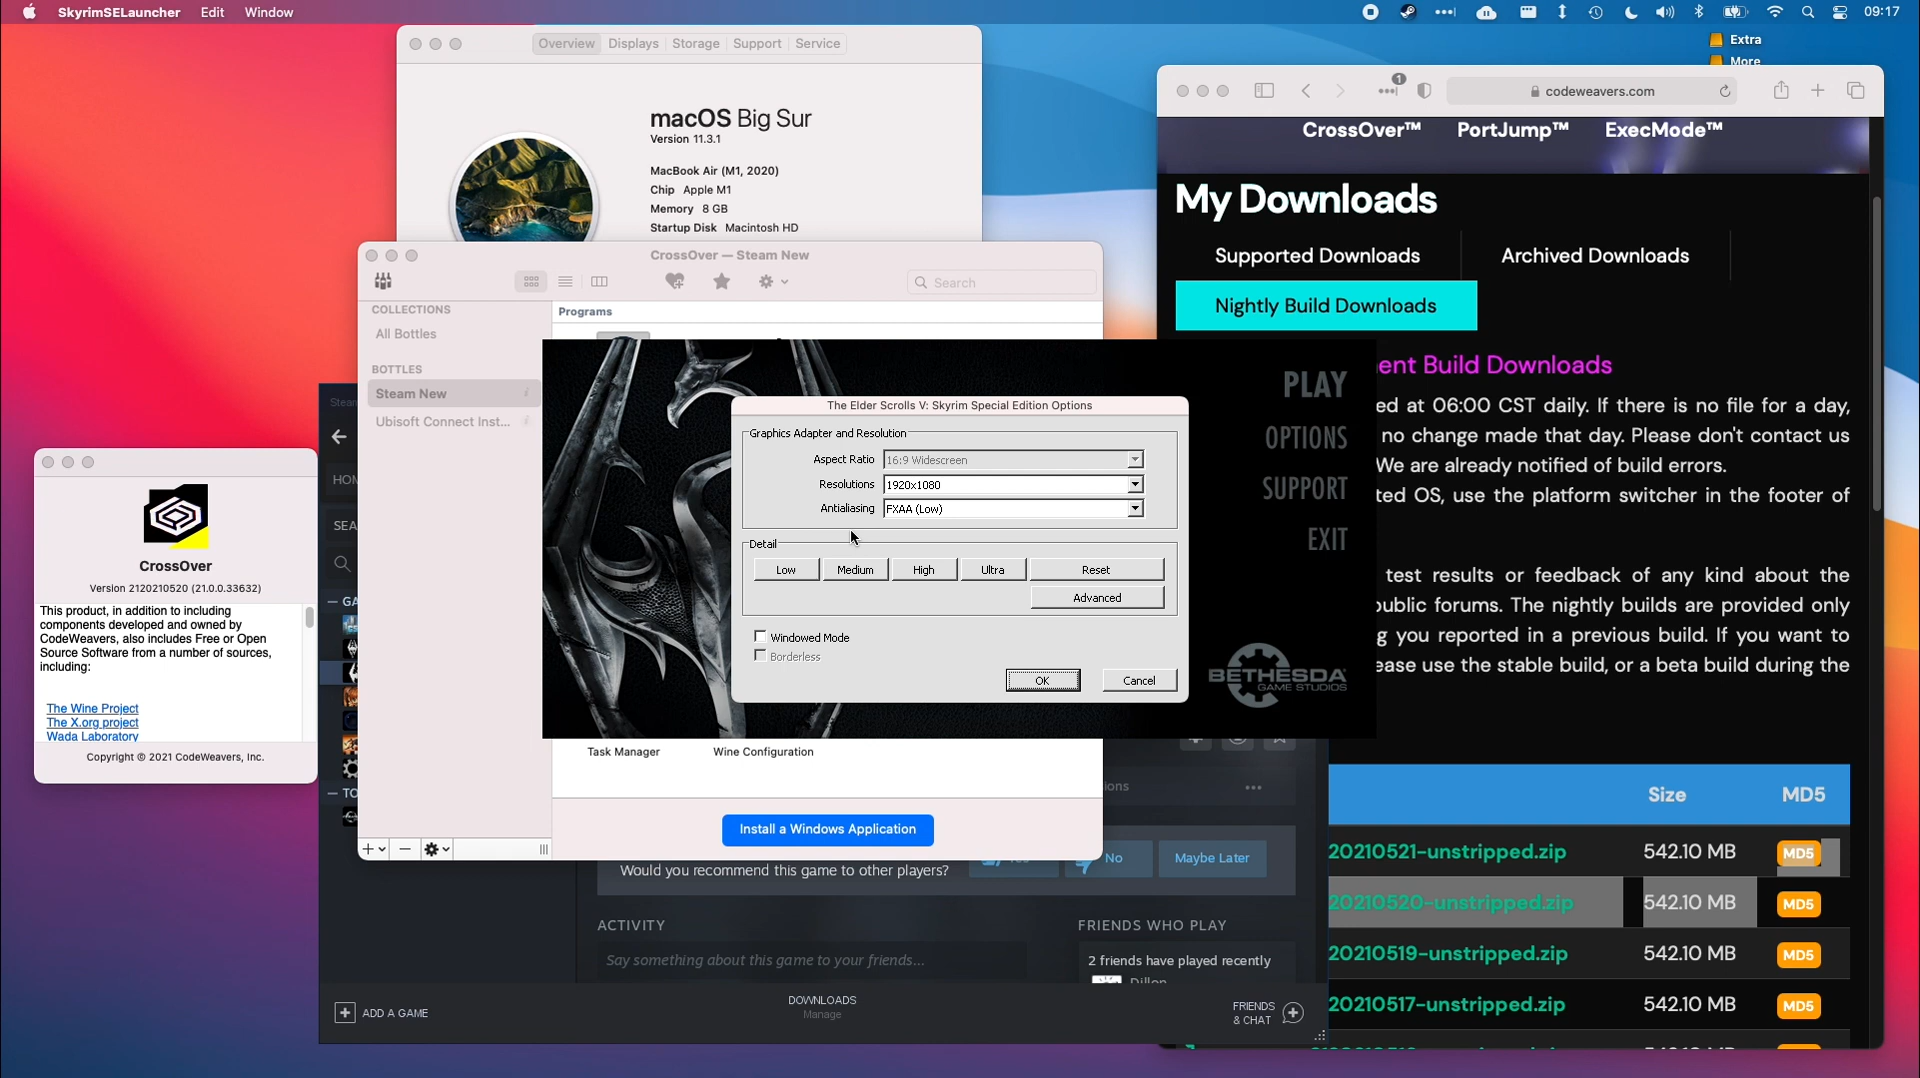 SkyrimSELauncher Edit Window
09:17
Extra
More
Overview Displays Storage Support Service
macOS Big Sur
Version 11.3.1
MacBook Air (M1, 2020)
Chip Apple M1
Memory 8 GB
Startup Disk Macintosh HD
CrossOver — Steam New
Search
COLLECTIONS
All Bottles
BOTTLES
Steam New
Ubisoft Connect Inst...
Programs
Task Manager Wine Configuration
Install a Windows Application
CrossOver
Version 2120210520 (21.0.0.33632)
This product, in addition to including
components developed and owned by
CodeWeavers, also includes Free or Open
Source Software from a number of sources,
including:
The Wine Project
The X.org project
Wada Laboratory
Copyright © 2021 CodeWeavers, Inc.
PLAY
OPTIONS
SUPPORT
EXIT
BETHESDA
GAME STUDIOS
The Elder Scrolls V: Skyrim Special Edition Options
Graphics Adapter and Resolution
Aspect Ratio 16:9 Widescreen
Resolutions 1920x1080
Antialiasing FXAA (Low)
Detail
Low Medium High Ultra Reset
Advanced
Windowed Mode
Borderless
OK Cancel
Would you recommend this game to other players?
No Maybe Later
ACTIVITY
Say something about this game to your friends...
FRIENDS WHO PLAY
2 friends have played recently
Dillon
ADD A GAME
DOWNLOADS
Manage
FRIENDS
& CHAT
1
codeweavers.com
CrossOver™ PortJump™ ExecMode™
My Downloads
Supported Downloads Archived Downloads
Nightly Build Downloads
ent Build Downloads
ed at 06:00 CST daily. If there is no file for a day,
no change made that day. Please don't contact us
We are already notified of build errors.
ted OS, use the platform switcher in the footer of
test results or feedback of any kind about the
public forums. The nightly builds are provided only
g you reported in a previous build. If you want to
ease use the stable build, or a beta build during the
Size MD5
20210521-unstripped.zip 542.10 MB MD5
20210520-unstripped.zip 542.10 MB MD5
20210519-unstripped.zip 542.10 MB MD5
20210517-unstripped.zip 542.10 MB MD5